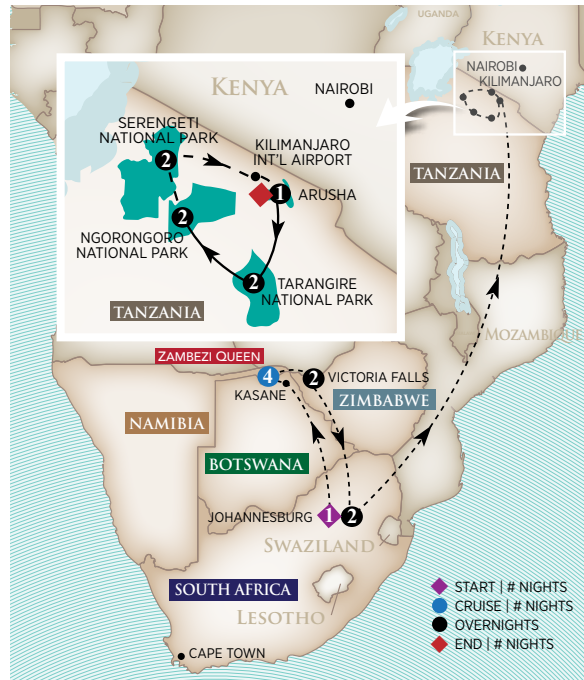 UGANDA
KENYA
NAIROBI
KILIMANJARO
KENYA
NAIROBI
SERENGETI
NATIONAL PARK
2
KILIMANJARO
INT'L AIRPORT
1
ARUSHA
2
NGORONGORO
NATIONAL PARK
2
TARANGIRE
NATIONAL PARK
TANZANIA
TANZANIA
MOZAMBIQUE
ZAMBEZI QUEEN
4
2
VICTORIA FALLS
KASANE
ZIMBABWE
NAMIBIA
BOTSWANA
JOHANNESBURG
1
2
SWAZILAND
SOUTH AFRICA
LESOTHO
CAPE TOWN
START | # NIGHTS
CRUISE | # NIGHTS
OVERNIGHTS
END | # NIGHTS